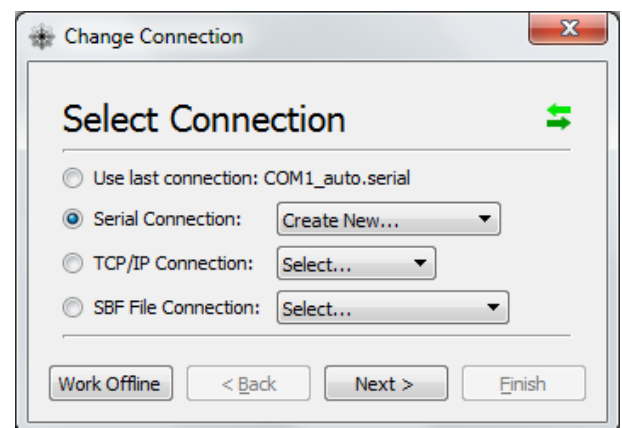 Change Connection
Select Connection
Use last connection: COM1_auto.serial
Serial Connection: Create New...
TCP/IP Connection: Select...
SBF File Connection: Select...
Work Offline < Back Next > Finish